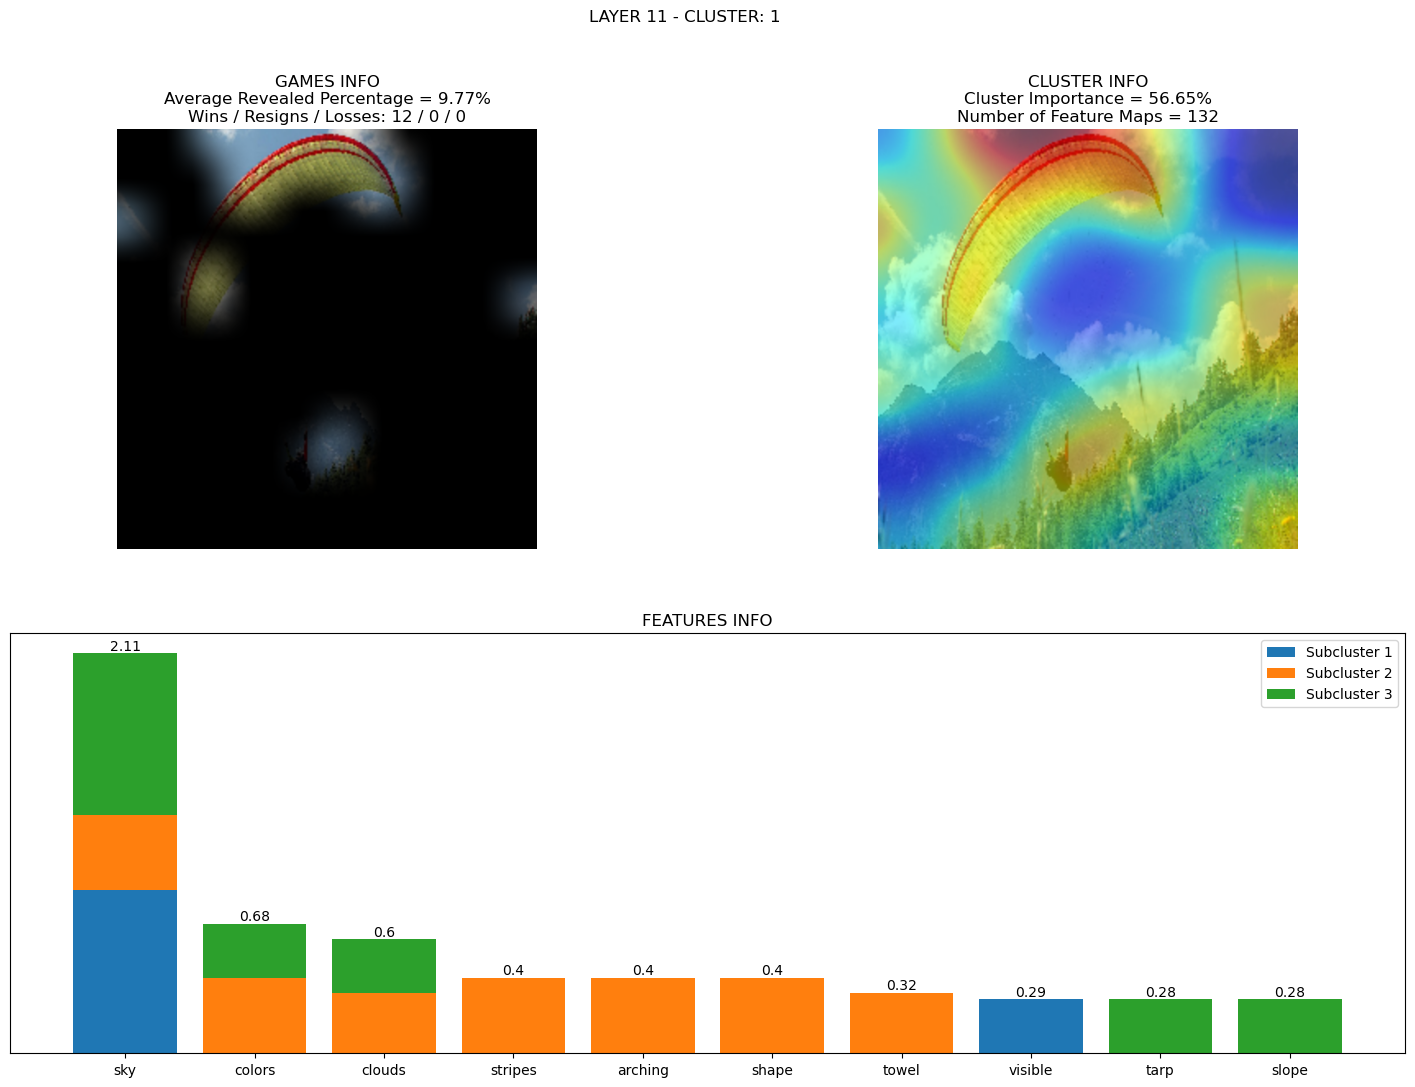 LAYER 11 - CLUSTER: 1
GAMES INFO
Average Revealed Percentage = 9.77%
Wins / Resigns / Losses: 12 / 0 / 0
CLUSTER INFO
Cluster Importance = 56.65%
Number of Feature Maps = 132
FEATURES INFO
2.11
0.68
0.6
0.4
0.4
0.4
0.32
0.29
0.28
0.28
Subcluster 1
Subcluster 2
Subcluster 3
sky
colors
clouds
stripes
arching
shape
towel
visible
tarp
slope